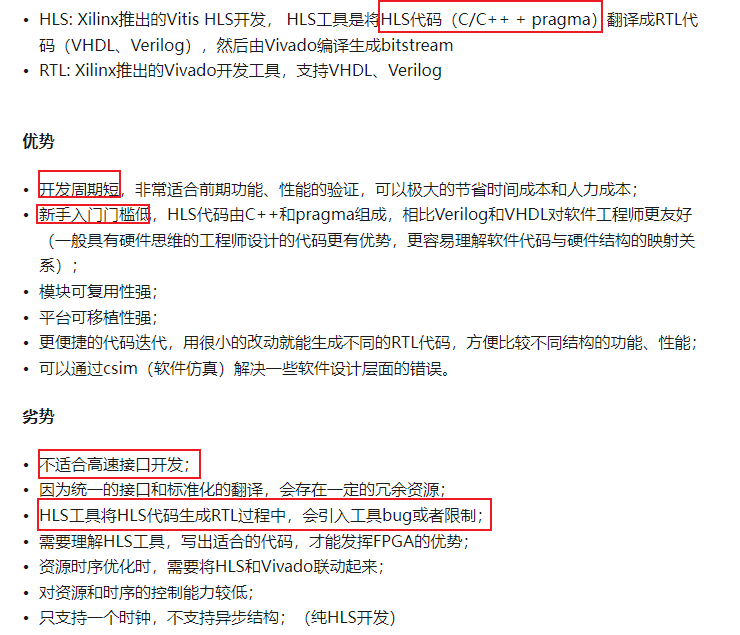 • HLS: Xilinx推出的Vitis HLS开发， HLS工具是将HLS代码（C/C++ + pragma）翻译成RTL代
码（VHDL、Verilog），然后由Vivado编译生成bitstream
• RTL: Xilinx推出的Vivado开发工具，支持VHDL、Verilog
优势
• 开发周期短，非常适合前期功能、性能的验证，可以极大的节省时间成本和人力成本；
• 新手入门门槛低，HLS代码由C++和pragma组成，相比Verilog和VHDL对软件工程师更友好
（一般具有硬件思维的工程师设计的代码更有优势，更容易理解软件代码与硬件结构的映射关
系）；
• 模块可复用性强；
• 平台可移植性强；
• 更便捷的代码迭代，用很小的改动就能生成不同的RTL代码，方便比较不同结构的功能、性能；
• 可以通过csim（软件仿真）解决一些软件设计层面的错误。
劣势
• 不适合高速接口开发；
• 因为统一的接口和标准化的翻译，会存在一定的冗余资源；
• HLS工具将HLS代码生成RTL过程中，会引入工具bug或者限制；
• 需要理解HLS工具，写出适合的代码，才能发挥FPGA的优势；
• 资源时序优化时，需要将HLS和Vivado联动起来；
• 对资源和时序的控制能力较低；
• 只支持一个时钟，不支持异步结构；（纯HLS开发）